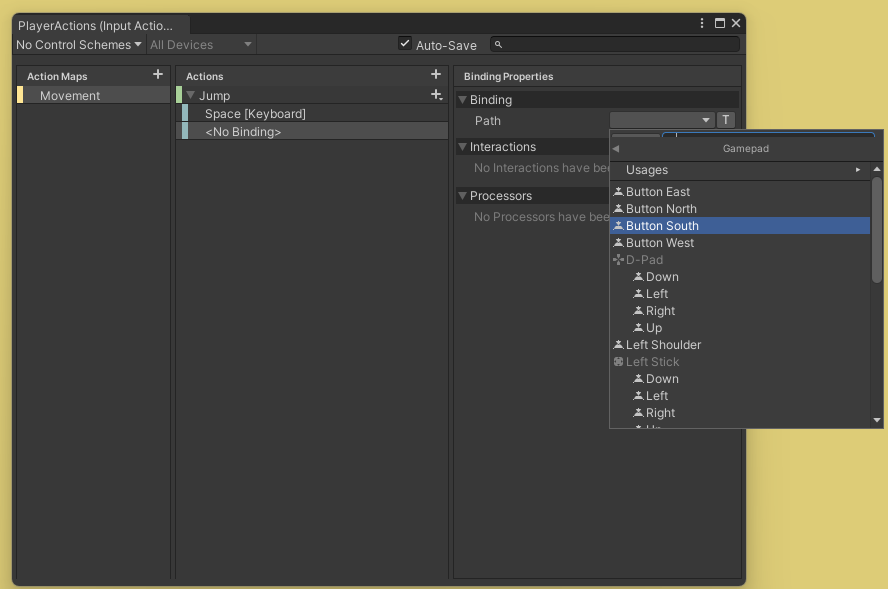 PlayerActions (Input Actio...
No Control Schemes All Devices Auto-Save
Action Maps
Movement
Actions
Jump
Space [Keyboard]
<No Binding>
Binding Properties
Binding
Path T
Interactions
No Interactions have bee
Processors
No Processors have bee
Gamepad
Usages
Button East
Button North
Button South
Button West
D-Pad
Down
Left
Right
Up
Left Shoulder
Left Stick
Down
Left
Right
Up